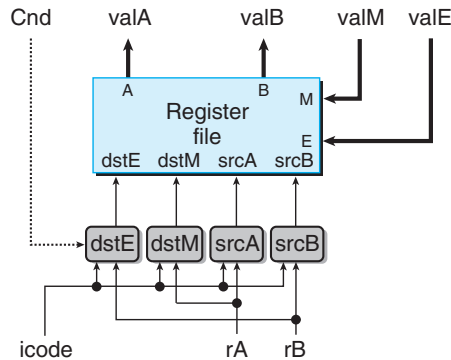 Cnd valA valB valM valE
A B
M
Register
file
E
dstE dstM srcA srcB
dstE dstM srcA srcB
icode rA rB